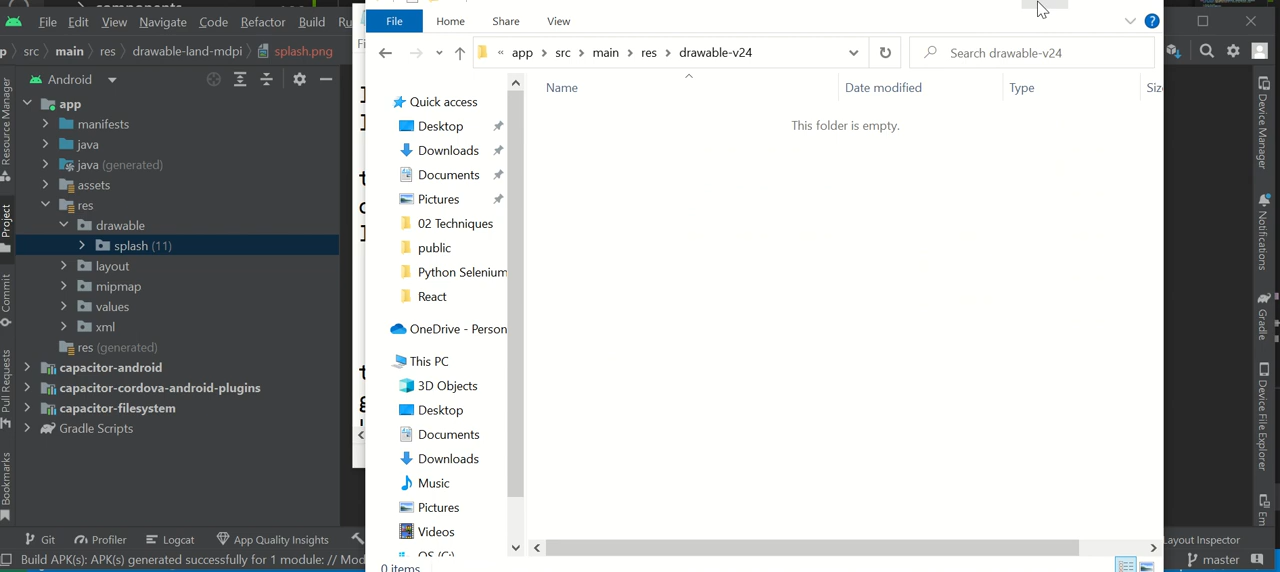 File Edit View Navigate Code Refactor Build
src main res drawable-land-mdpi splash.png
Android
app
manifests
java
java (generated)
assets
res
drawable
splash (11)
layout
mipmap
values
xml
res (generated)
capacitor-android
capacitor-cordova-android-plugins
capacitor-filesystem
Gradle Scripts
Resource Manager
Project
Commit
Pull Requests
Bookmarks
Git Profiler Logcat App Quality Insights
Build APK(s): APK(s) generated successfully for 1 module: //
File Home Share View
« app src main res drawable-v24
Search drawable-v24
Name Date modified Type
This folder is empty.
Quick access
Desktop
Downloads
Documents
Pictures
02 Techniques
public
Python Selenium
React
OneDrive - Person
This PC
3D Objects
Desktop
Documents
Downloads
Music
Pictures
Videos
0 items
Device Manager
Notifications
Gradle
Device File Explorer
Em
Layout Inspector
master